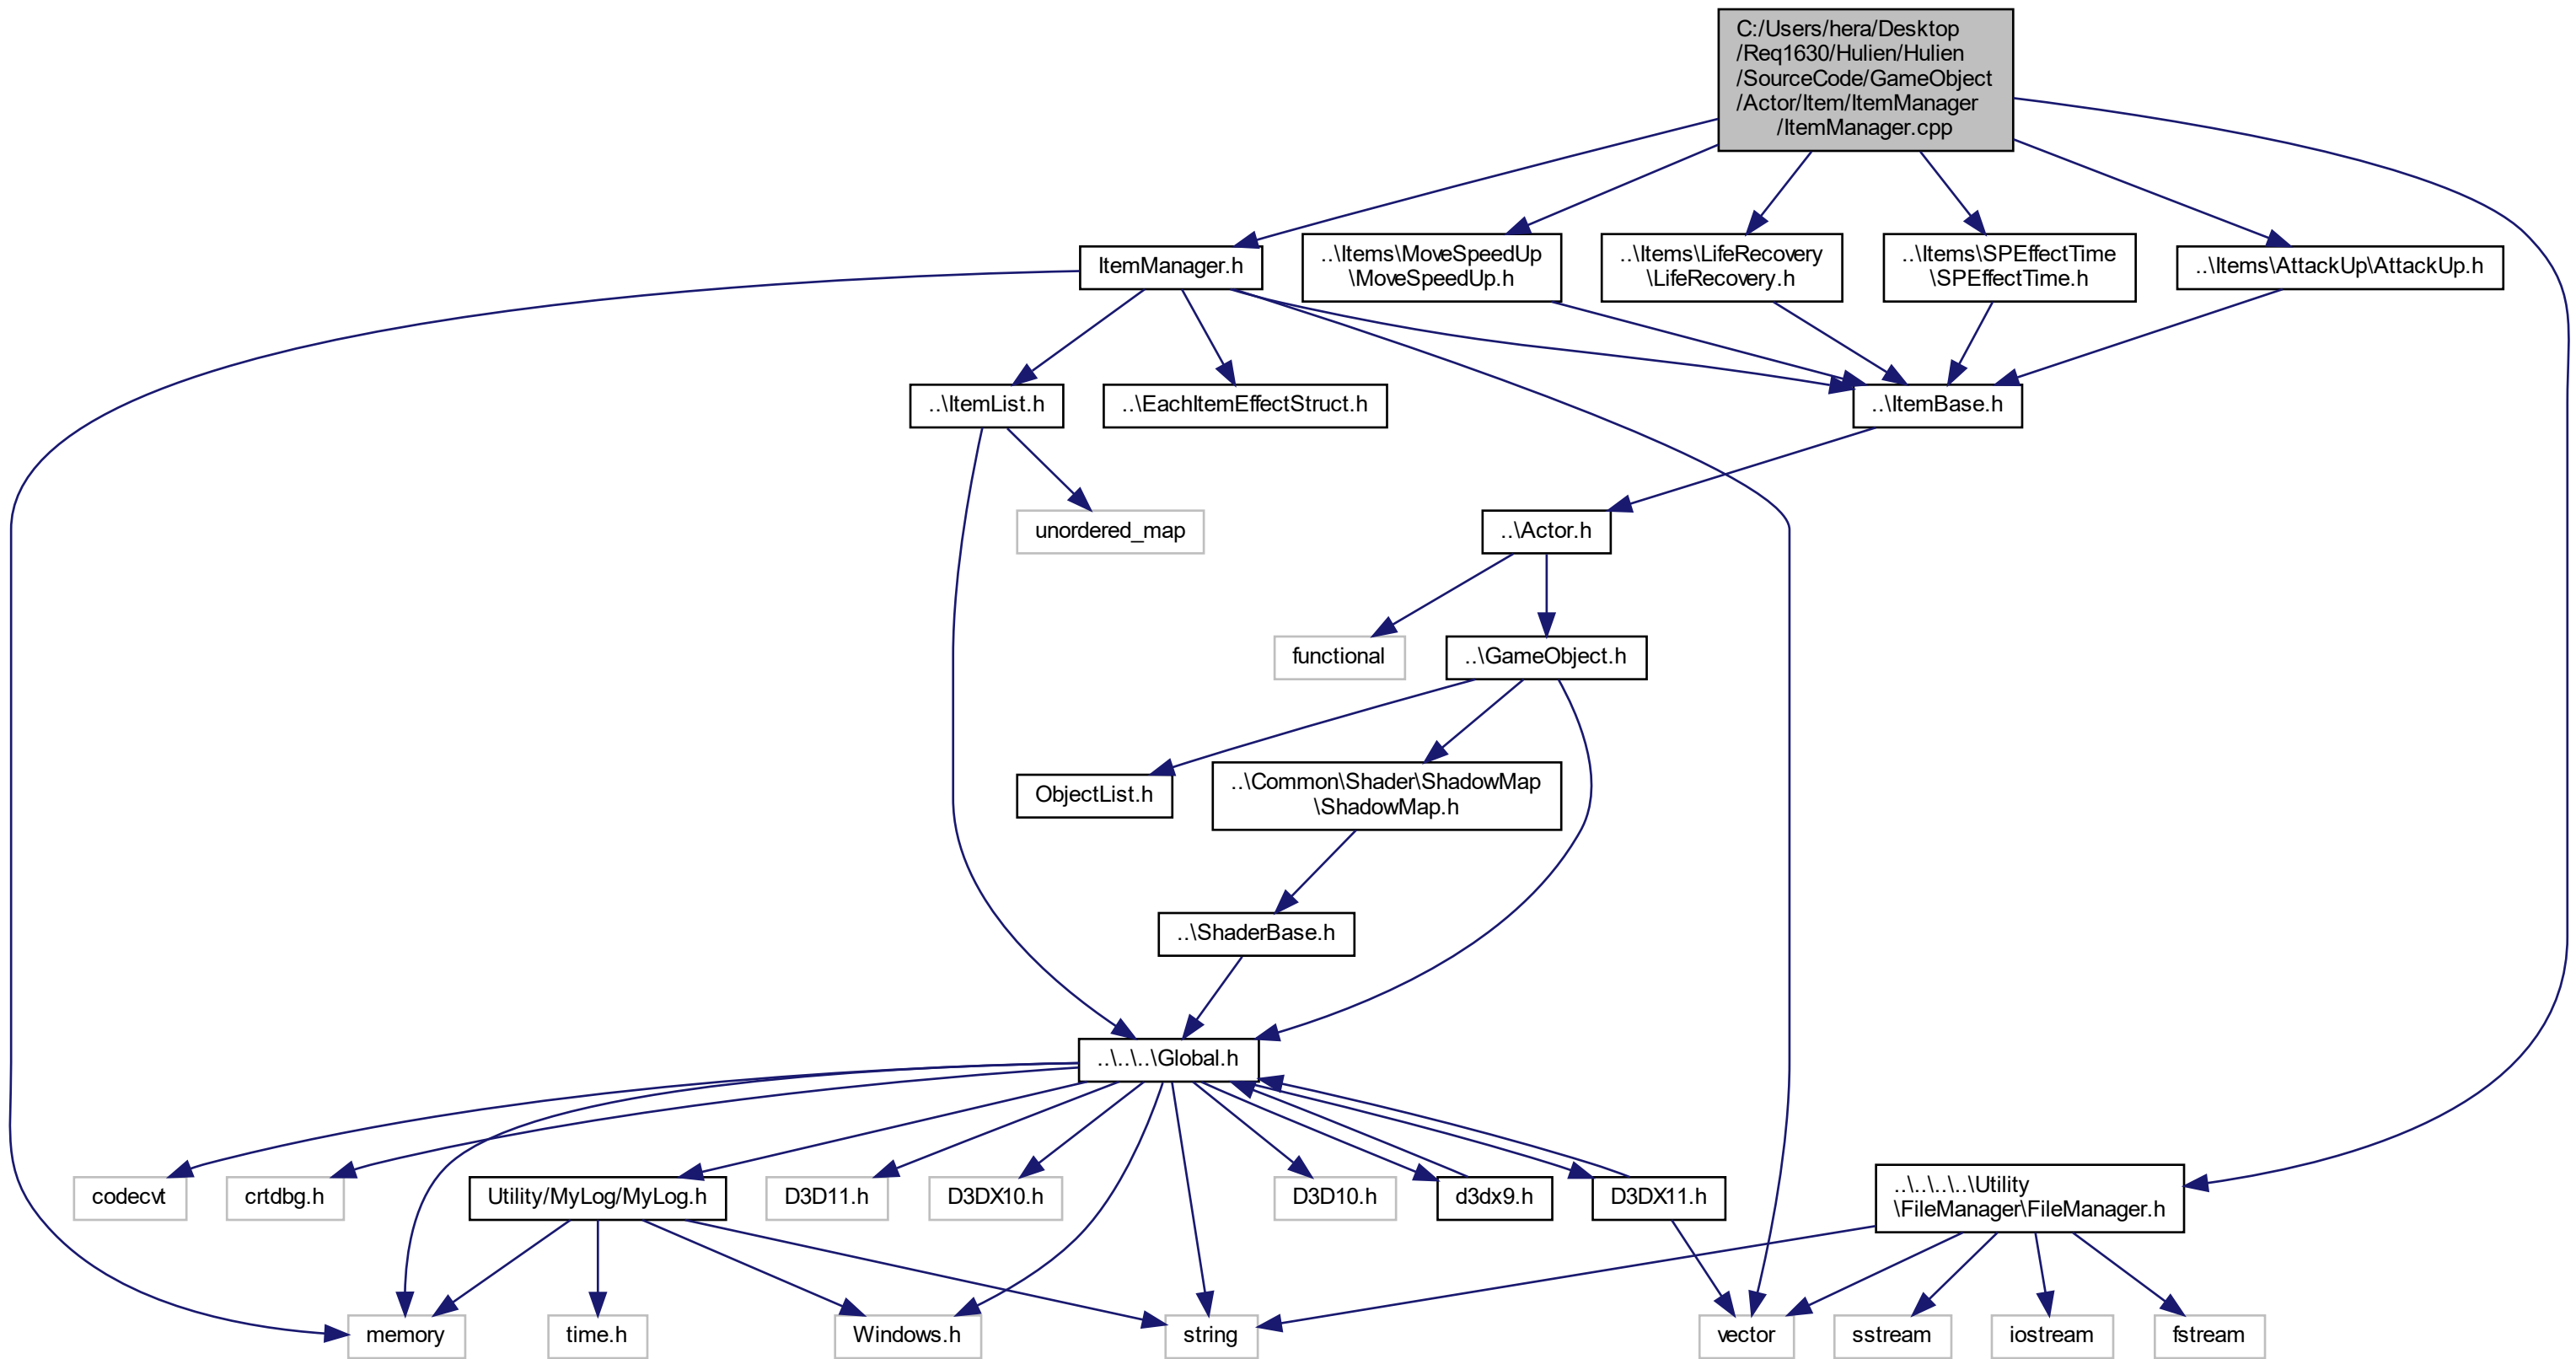 C:/Users/hera/Desktop
/Req1630/Hulien/Hulien
/SourceCode/GameObject
/Actor/Item/ItemManager
/ItemManager.cpp
ItemManager.h
..\Items\MoveSpeedUp
\MoveSpeedUp.h
..\Items\LifeRecovery
\LifeRecovery.h
..\Items\SPEffectTime
\SPEffectTime.h
..\Items\AttackUp\AttackUp.h
..\ItemList.h
..\EachItemEffectStruct.h
..\ItemBase.h
unordered_map
..\Actor.h
functional
..\GameObject.h
ObjectList.h
..\Common\Shader\ShadowMap
\ShadowMap.h
..\ShaderBase.h
..\..\..\Global.h
codecvt
crtdbg.h
Utility/MyLog/MyLog.h
D3D11.h
D3DX10.h
D3D10.h
d3dx9.h
D3DX11.h
..\..\..\..\Utility
\FileManager\FileManager.h
memory
time.h
Windows.h
string
vector
sstream
iostream
fstream